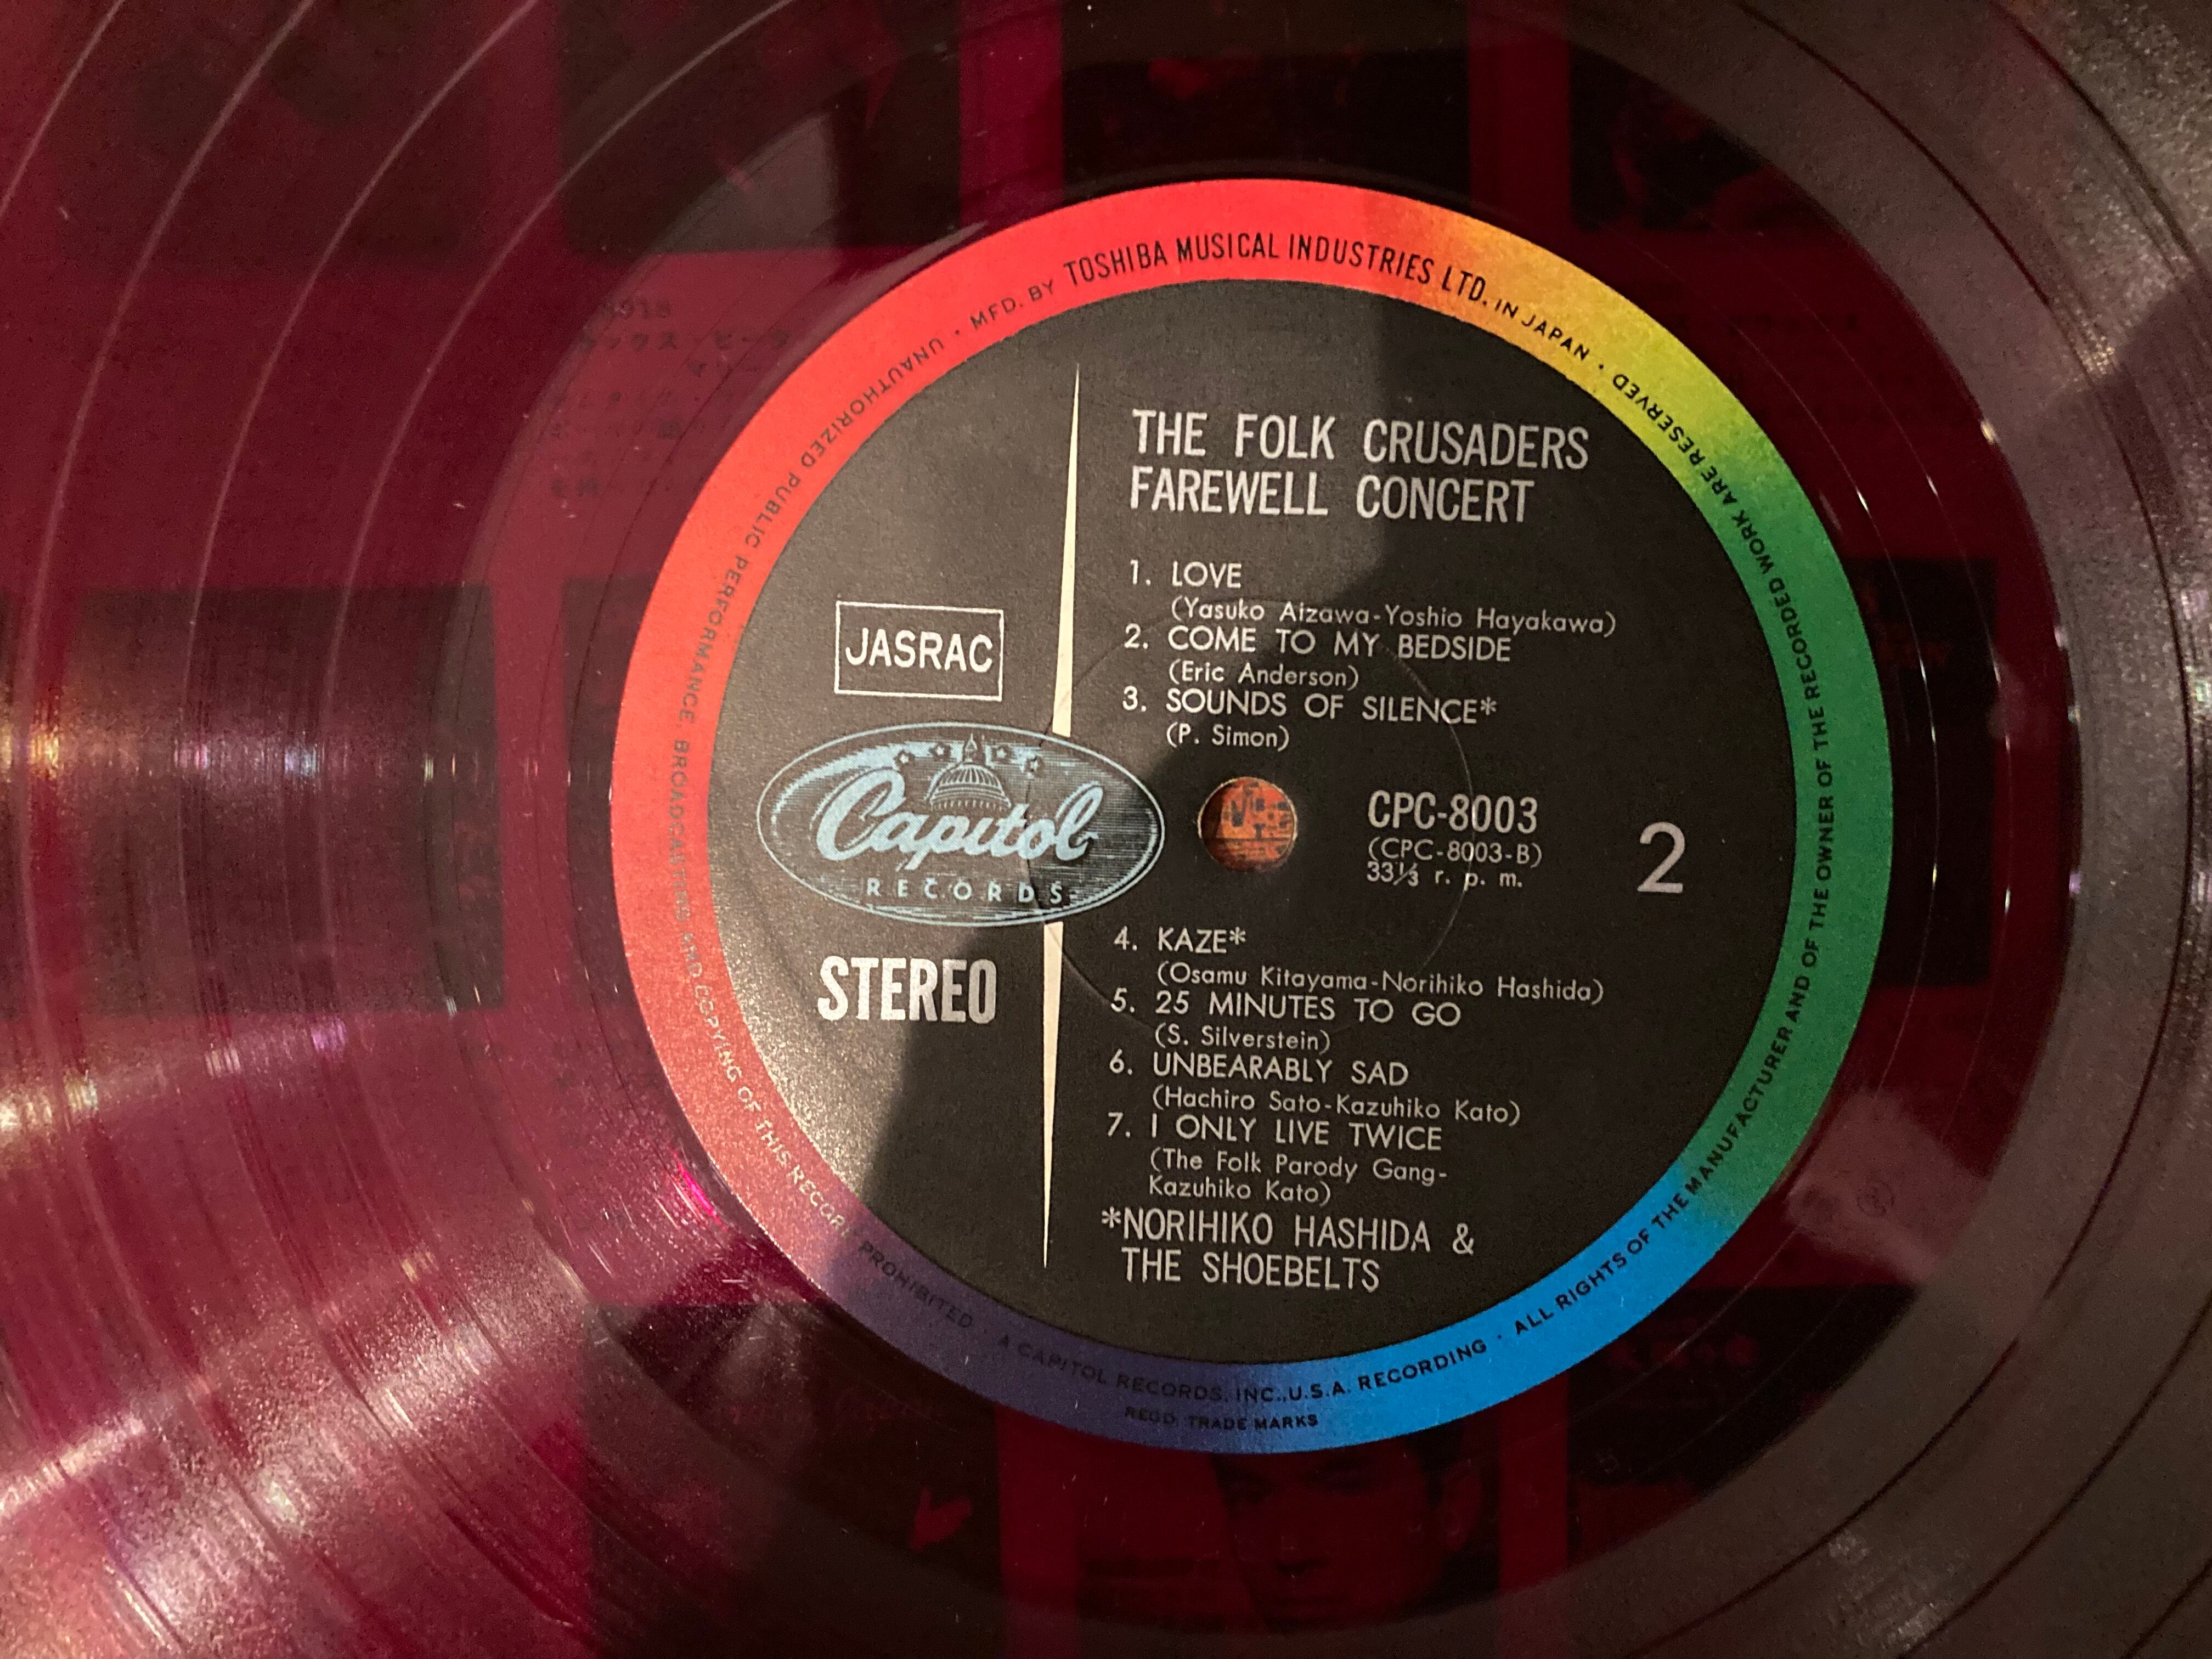 MFD. BY TOSHIBA MUSICAL INDUSTRIES LTD. IN JAPAN · ALL RIGHTS OF THE MANUFACTURER AND OF THE OWNER OF THE RECORDED WORK ARE RESERVED
UNAUTHORIZED PUBLIC PERFORMANCE BROADCASTING AND COPYING OF THIS RECORD PROHIBITED · A CAPITOL RECORDS, INC., U.S.A. RECORDING ·
REGD. TRADE MARKS
THE FOLK CRUSADERS
FAREWELL CONCERT
1. LOVE
(Yasuko Aizawa-Yoshio Hayakawa)
2. COME TO MY BEDSIDE
(Eric Anderson)
3. SOUNDS OF SILENCE*
(P. Simon)
JASRAC
Capitol
RECORDS
STEREO
CPC-8003
(CPC-8003-B)
33⅓ r. p. m.
2
4. KAZE*
(Osamu Kitayama-Norihiko Hashida)
5. 25 MINUTES TO GO
(S. Silverstein)
6. UNBEARABLY SAD
(Hachiro Sato-Kazuhiko Kato)
7. I ONLY LIVE TWICE
(The Folk Parody Gang-
Kazuhiko Kato)
*NORIHIKO HASHIDA &
THE SHOEBELTS